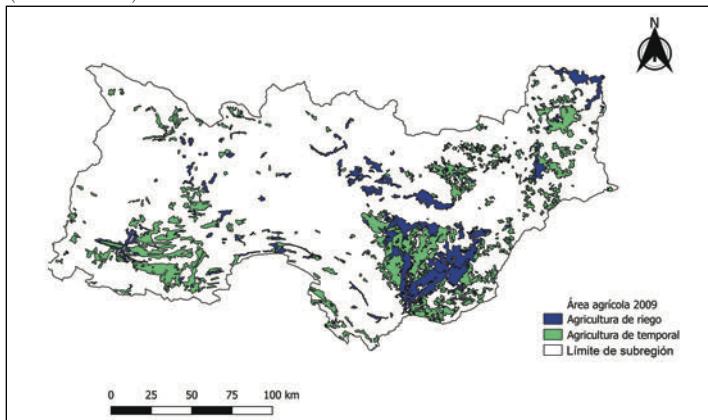 N
Área agrícola 2009
Agricultura de riego
Agricultura de temporal
Límite de subregión
0 25 50 75 100 km